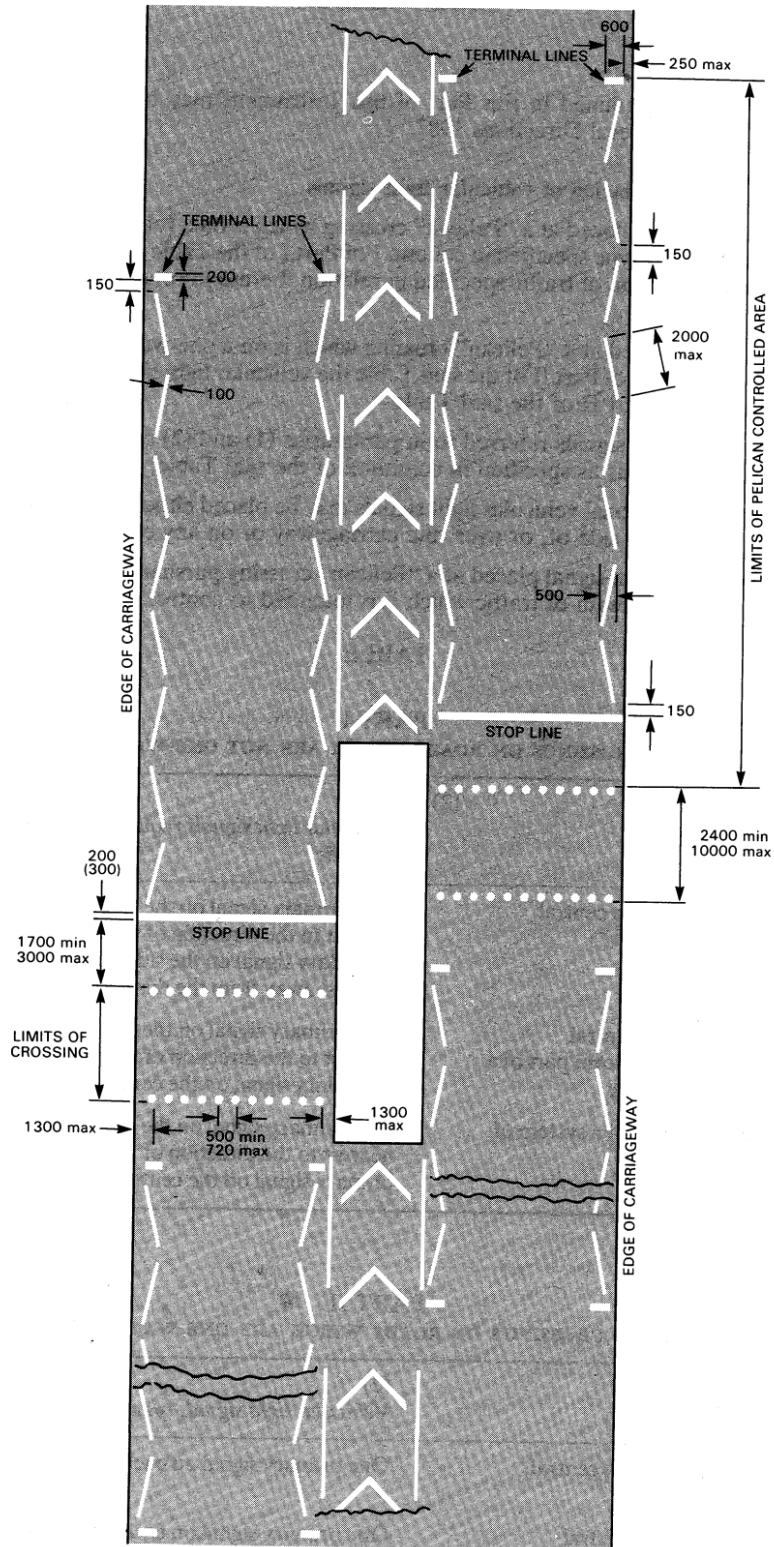 600
TERMINAL LINES
250 max
TERMINAL LINES
150
200
150
2000
max
100
LIMITS OF PELICAN CONTROLLED AREA
EDGE OF CARRIAGEWAY
500
150
STOP LINE
2400 min
10000 max
200
(300)
STOP LINE
1700 min
3000 max
LIMITS OF
CROSSING
1300 max
500 min
720 max
1300
max
EDGE OF CARRIAGEWAY